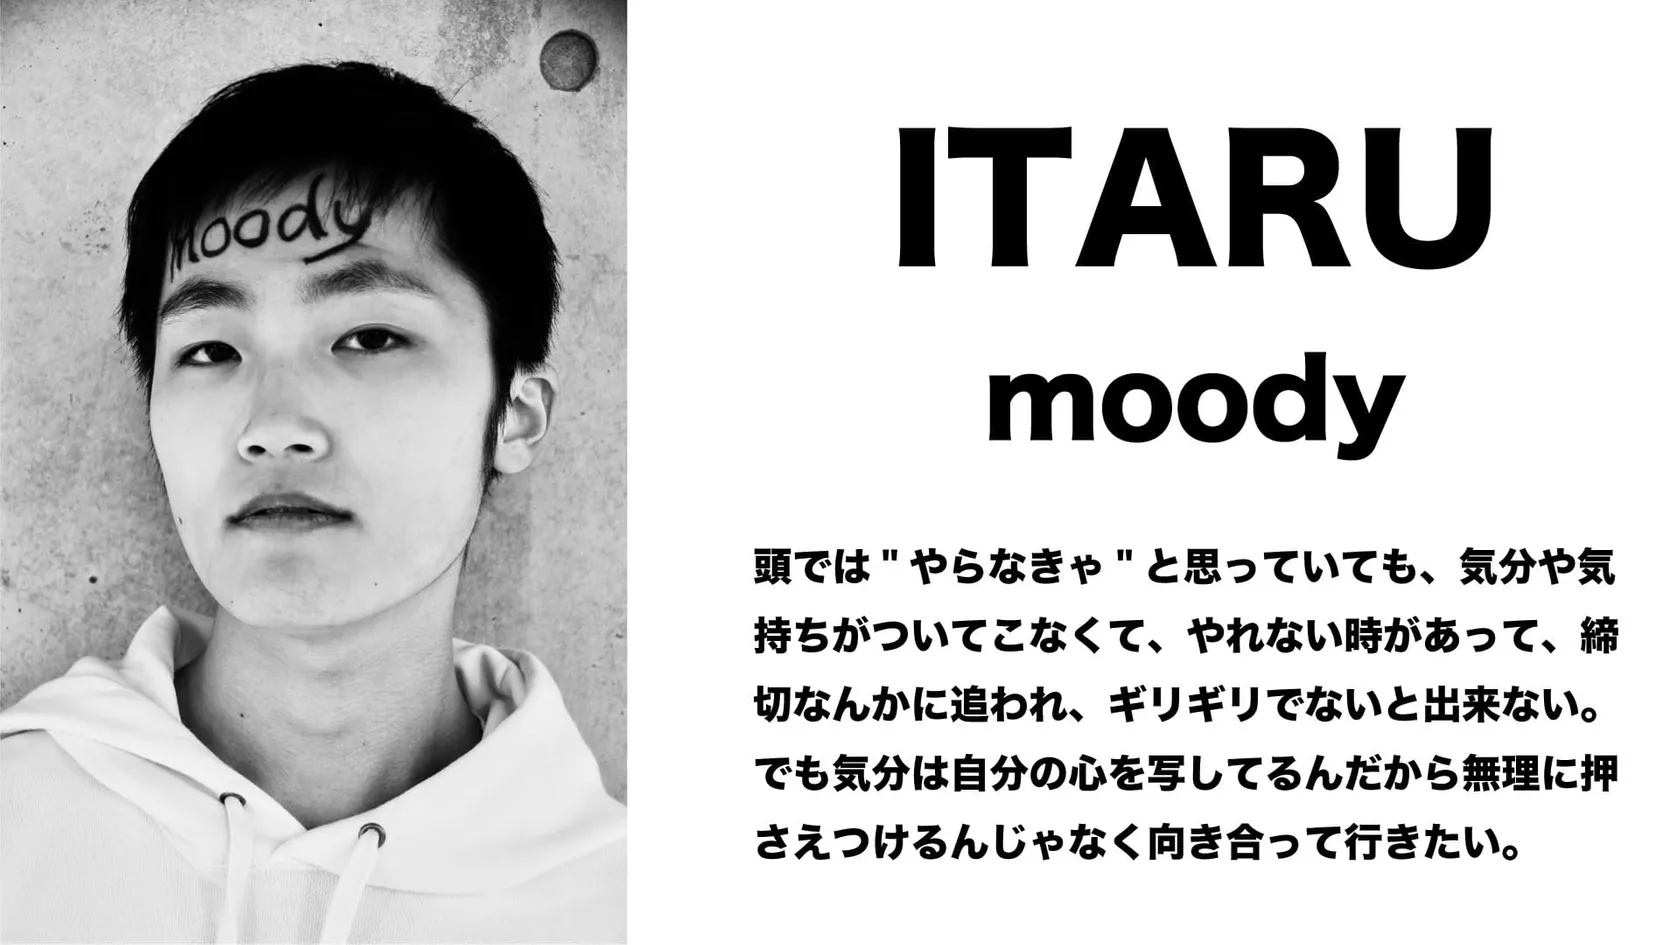 moody
ITARU
moody
頭では"やらなきゃ"と思っていても、気分や気
持ちがついてこなくて、やれない時があって、締
切なんかに追われ、ギリギリでないと出来ない。
でも気分は自分の心を写してるんだから無理に押
さえつけるんじゃなく向き合って行きたい。